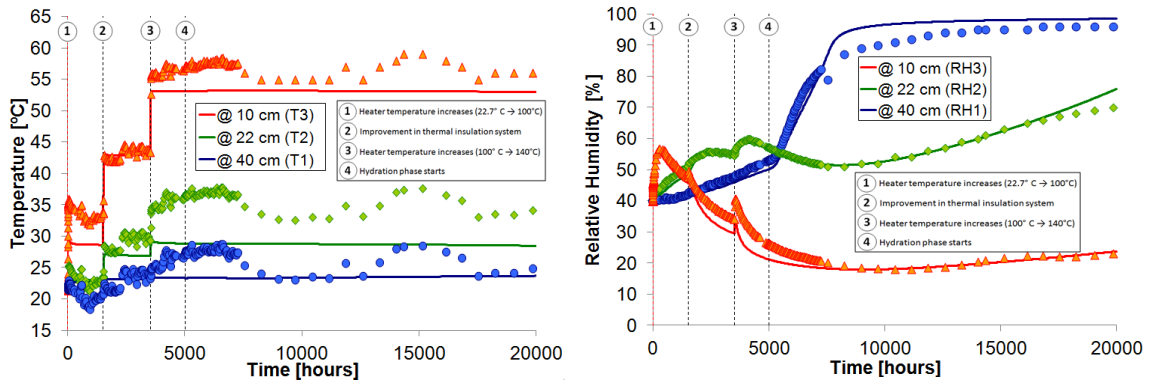 1 2 3 4
65
60
55
50
45
40
35
30
25
20
15
Temperature [ºC]
@ 10 cm (T3)
@ 22 cm (T2)
@ 40 cm (T1)
1 Heater temperature increases (22.7° C → 100°C)
2 Improvement in thermal insulation system
3 Heater temperature increases (100° C → 140°C)
4 Hydration phase starts
0 5000 10000 15000 20000
Time [hours]
1 2 3 4
100
90
80
70
60
50
40
30
20
10
0
Relative Humidity [%]
@ 10 cm (RH3)
@ 22 cm (RH2)
@ 40 cm (RH1)
1 Heater temperature increases (22.7° C → 100°C)
2 Improvement in thermal insulation system
3 Heater temperature increases (100° C → 140°C)
4 Hydration phase starts
0 5000 10000 15000 20000
Time [hours]